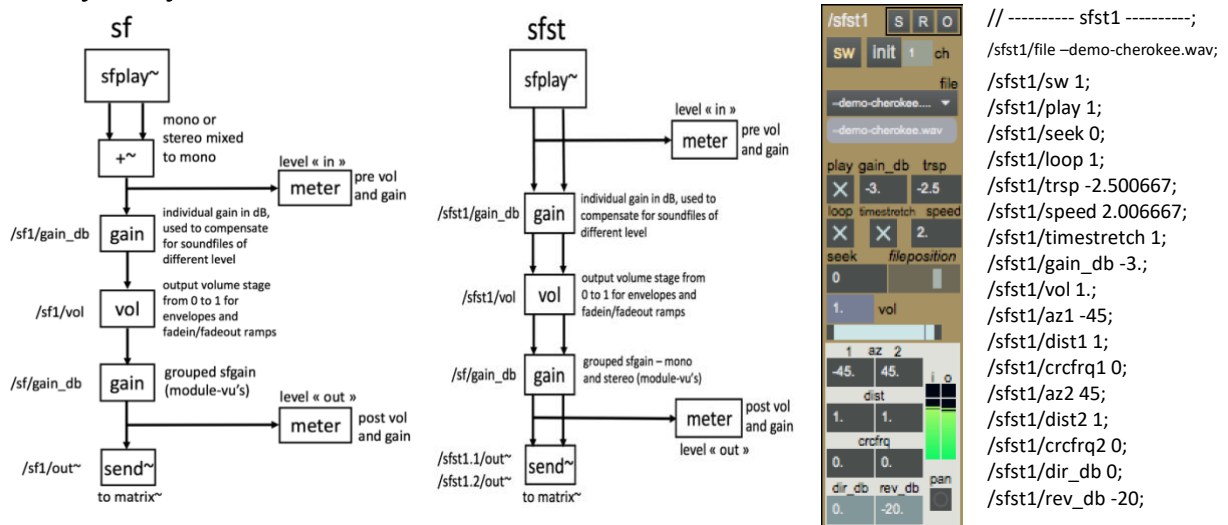 sf
sfplay~
mono or
stereo mixed
to mono
+~
level « in »
meter
pre vol
and gain
/sf1/gain_db
gain
individual gain in dB,
used to compensate
for soundfiles of
different level
/sf1/vol
vol
output volume stage
from 0 to 1 for
envelopes and
fadein/fadeout ramps
/sf/gain_db
gain
grouped sfgain
(module-vu's)
level « out »
meter
post vol
and gain
/sf1/out~
send~
to matrix~
sfst
sfplay~
level « in »
meter
pre vol
and gain
/sfst1/gain_db
gain
individual gain in dB, used to
compensate for soundfiles of
different level
/sfst1/vol
vol
output volume stage from
0 to 1 for envelopes and
fadein/fadeout ramps
/sf/gain_db
gain
grouped sfgain – mono
and stereo (module-vu's)
meter
post vol
and gain
level « out »
/sfst1.1/out~
/sfst1.2/out~
send~
to matrix~
/sfst1 S R O
sw init 1 ch
file
--demo-cherokee....
--demo-cherokee.wav
play gain_db trsp
-3. -2.5
loop timestretch speed
2.
seek fileposition
0
1. vol
1 az 2
-45. 45.
i o
dist
1. 1.
crcfrq
0. 0.
dir_db rev_db pan
0. -20.
// ---------- sfst1 ----------;
/sfst1/file –demo-cherokee.wav;
/sfst1/sw 1;
/sfst1/play 1;
/sfst1/seek 0;
/sfst1/loop 1;
/sfst1/trsp -2.500667;
/sfst1/speed 2.006667;
/sfst1/timestretch 1;
/sfst1/gain_db -3.;
/sfst1/vol 1.;
/sfst1/az1 -45;
/sfst1/dist1 1;
/sfst1/crcfrq1 0;
/sfst1/az2 45;
/sfst1/dist2 1;
/sfst1/crcfrq2 0;
/sfst1/dir_db 0;
/sfst1/rev_db -20;